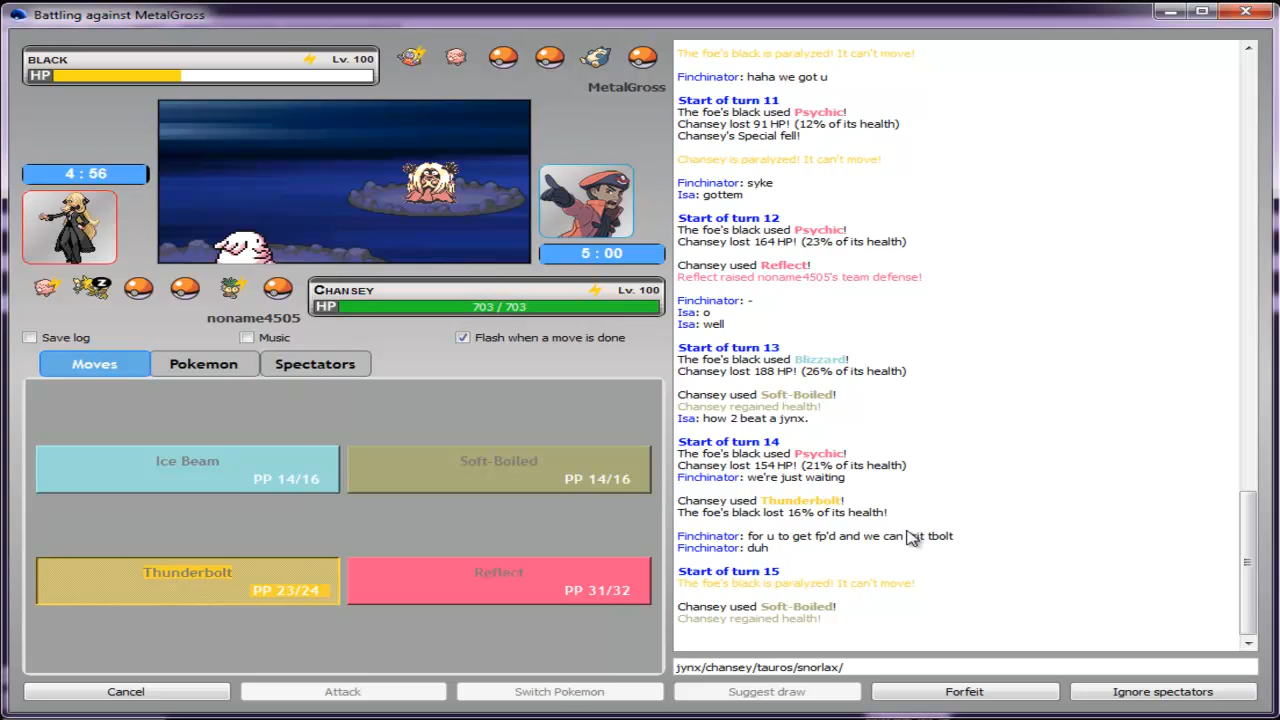 Battling against MetalGross
BLACK Lv. 100
HP
MetalGross
4 : 56
5 : 00
noname4505
CHANSEY Lv. 100
HP 703 / 703
Save log
Music
Flash when a move is done
Moves
Pokemon
Spectators
Ice Beam
PP 14/16
Soft-Boiled
PP 14/16
Thunderbolt
PP 23/24
Reflect
PP 31/32
Cancel
Attack
Switch Pokemon
The foe's black is paralyzed! It can't move!
Finchinator: haha we got u
Start of turn 11
The foe's black used Psychic!
Chansey lost 91 HP! (12% of its health)
Chansey's Special fell!
Chansey is paralyzed! It can't move!
Finchinator: syke
Isa: gottem
Start of turn 12
The foe's black used Psychic!
Chansey lost 164 HP! (23% of its health)
Chansey used Reflect!
Reflect raised noname4505's team defense!
Finchinator: -
Isa: o
Isa: well
Start of turn 13
The foe's black used Blizzard!
Chansey lost 188 HP! (26% of its health)
Chansey used Soft-Boiled!
Chansey regained health!
Isa: how 2 beat a jynx.
Start of turn 14
The foe's black used Psychic!
Chansey lost 154 HP! (21% of its health)
Finchinator: we're just waiting
Chansey used Thunderbolt!
The foe's black lost 16% of its health!
Finchinator: for u to get fp'd and we can tbolt
Finchinator: duh
Start of turn 15
The foe's black is paralyzed! It can't move!
Chansey used Soft-Boiled!
Chansey regained health!
jynx/chansey/tauros/snorlax/
Suggest draw
Forfeit
Ignore spectators